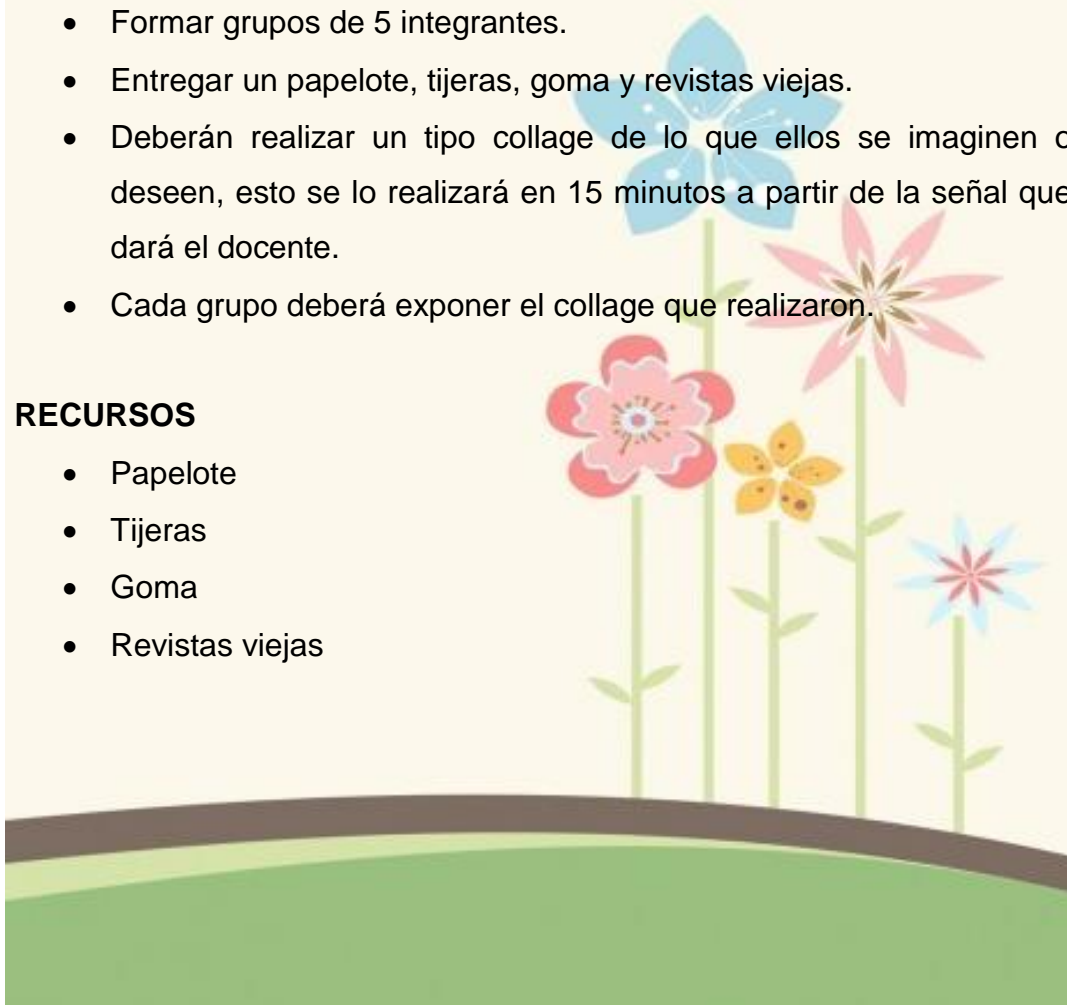 • Formar grupos de 5 integrantes.
• Entregar un papelote, tijeras, goma y revistas viejas.
• Deberán realizar un tipo collage de lo que ellos se imaginen o
deseen, esto se lo realizará en 15 minutos a partir de la señal que
dará el docente.
• Cada grupo deberá exponer el collage que realizaron.
RECURSOS
• Papelote
• Tijeras
• Goma
• Revistas viejas